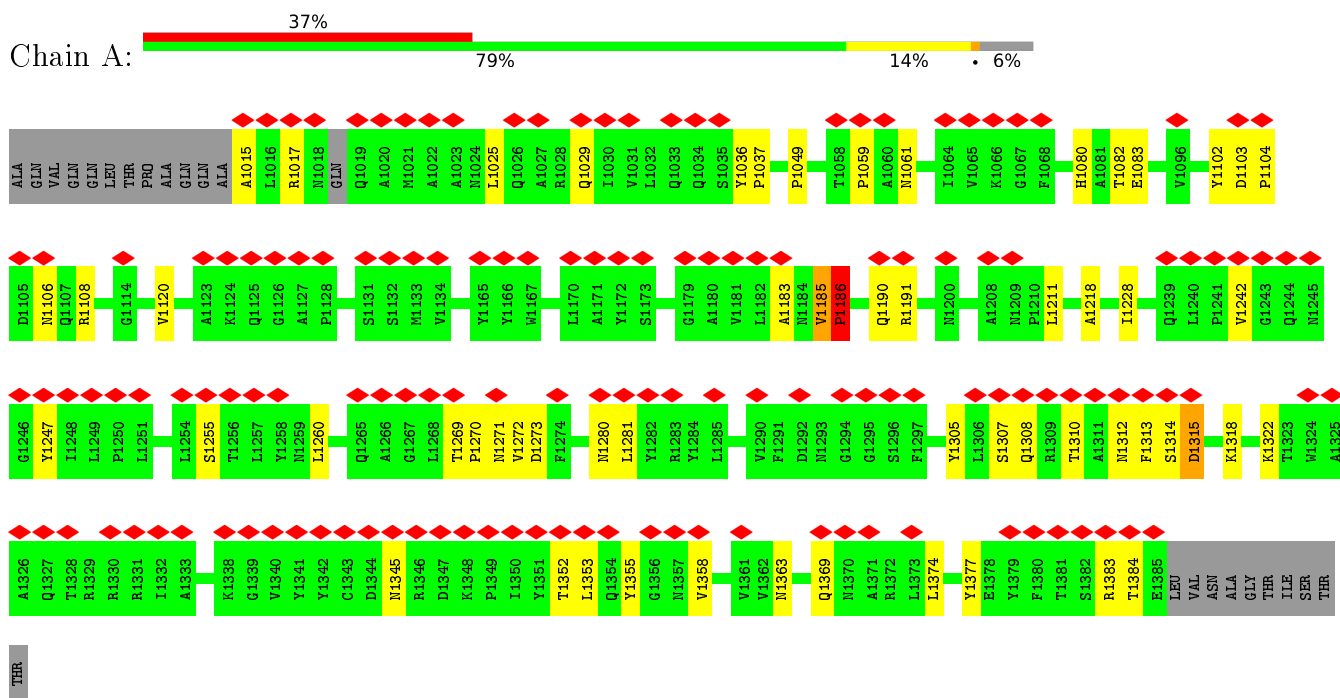 37%
Chain A:
79% 14% • 6%
ALA GLN VAL GLN GLN LEU THR PRO ALA GLN GLN ALA A1015 L1016 R1017 N1018 GLN Q1019 A1020 M1021 A1022 A1023 N1024 L1025 Q1026 A1027 R1028 Q1029 I1030 V1031 L1032 Q1033 Q1034 S1035 Y1036 P1037 P1049 T1058 P1059 A1060 N1061 I1064 V1065 K1066 G1067 F1068 H1080 A1081 T1082 E1083 V1096 Y1102 D1103 P1104
D1105 N1106 Q1107 R1108 G1114 V1120 A1123 K1124 Q1125 G1126 A1127 P1128 S1131 S1132 M1133 V1134 Y1165 Y1166 W1167 L1170 A1171 Y1172 S1173 G1179 A1180 V1181 L1182 A1183 N1184 V1185 P1186 Q1190 R1191 N1200 A1208 N1209 P1210 L1211 A1218 I1228 Q1239 L1240 P1241 V1242 G1243 Q1244 N1245
G1246 Y1247 I1248 L1249 P1250 L1251 L1254 S1255 T1256 L1257 Y1258 N1259 L1260 Q1265 A1266 G1267 L1268 T1269 P1270 N1271 V1272 D1273 F1274 N1280 L1281 Y1282 R1283 Y1284 L1285 V1290 F1291 D1292 N1293 G1294 G1295 S1296 F1297 Y1305 L1306 S1307 Q1308 R1309 T1310 A1311 N1312 F1313 S1314 D1315 K1318 K1322 T1323 W1324 A1325
A1326 Q1327 T1328 R1329 R1330 R1331 I1332 A1333 K1338 G1339 V1340 Y1341 Y1342 C1343 D1344 N1345 R1346 D1347 K1348 P1349 I1350 Y1351 T1352 L1353 Q1354 Y1355 G1356 N1357 V1358 V1361 V1362 N1363 Q1369 N1370 A1371 R1372 L1373 L1374 Y1377 E1378 Y1379 F1380 T1381 S1382 R1383 T1384 E1385 LEU VAL ASN ALA GLY THR ILE SER THR
THR